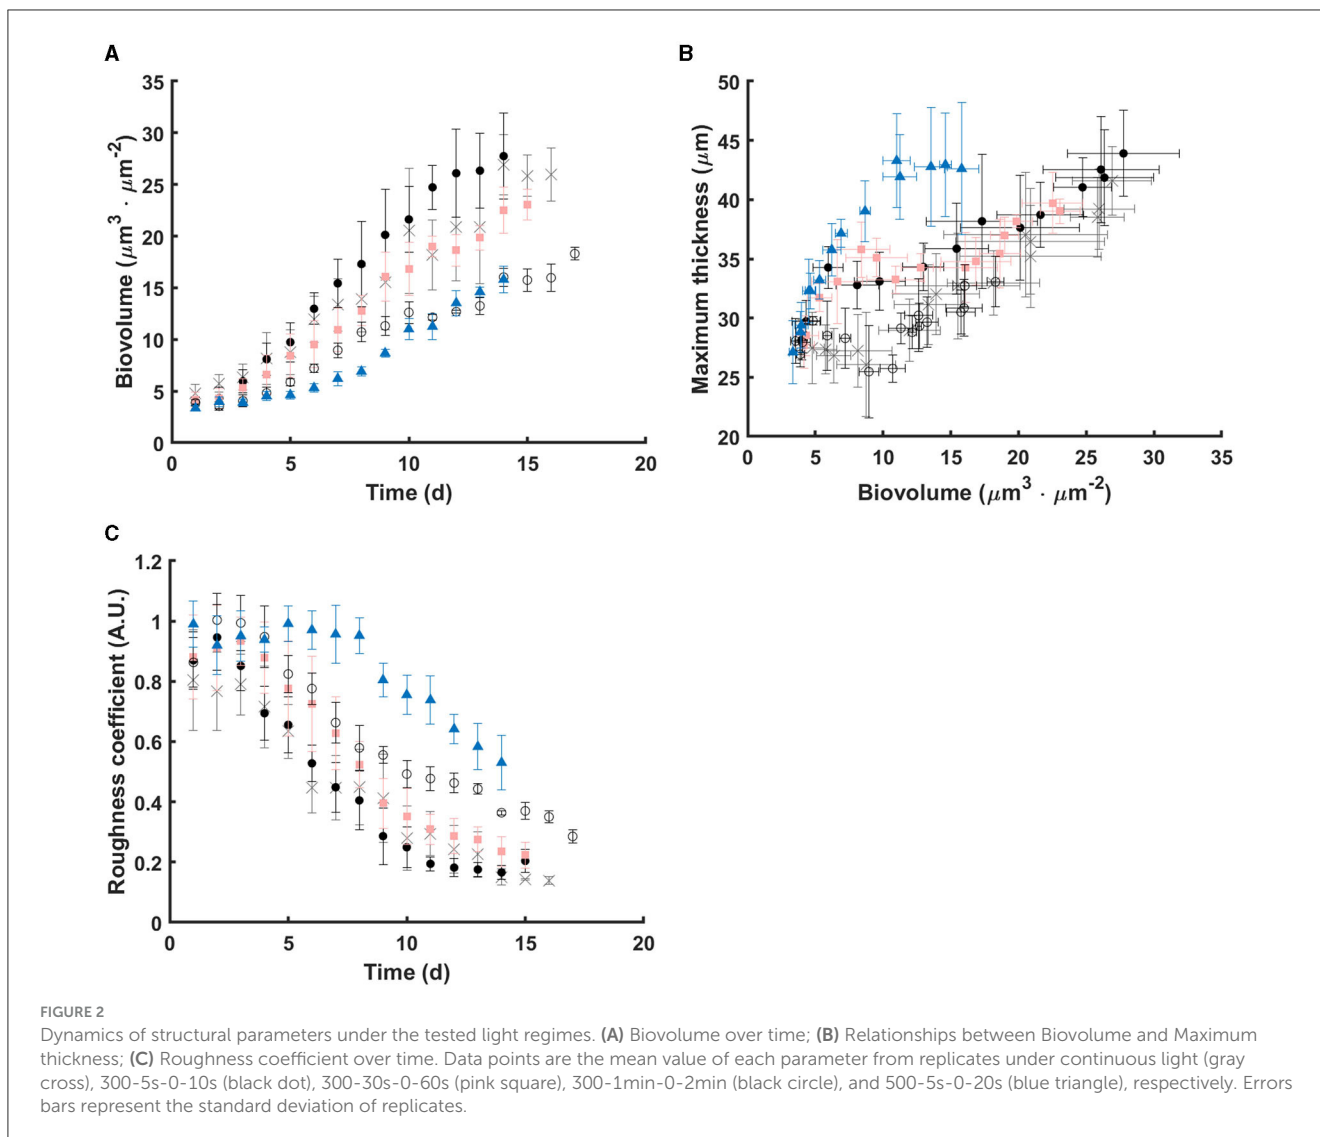 A
35
30
25
20
15
10
5
0
0
5
10
15
20
Biovolume (μm³ · μm⁻²)
Time (d)
B
50
45
40
35
30
25
20
0
5
10
15
20
25
30
35
Maximum thickness (μm)
Biovolume (μm³ · μm⁻²)
C
1.2
1
0.8
0.6
0.4
0.2
0
0
5
10
15
20
Roughness coefficient (A.U.)
Time (d)
FIGURE 2
Dynamics of structural parameters under the tested light regimes. (A) Biovolume over time; (B) Relationships between Biovolume and Maximum
thickness; (C) Roughness coefficient over time. Data points are the mean value of each parameter from replicates under continuous light (gray
cross), 300-5s-0-10s (black dot), 300-30s-0-60s (pink square), 300-1min-0-2min (black circle), and 500-5s-0-20s (blue triangle), respectively. Errors
bars represent the standard deviation of replicates.